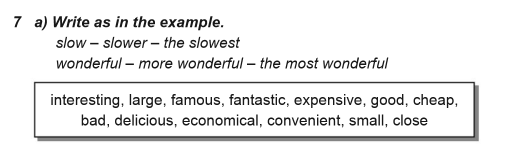 7 a) Write as in the example.
slow – slower – the slowest
wonderful – more wonderful – the most wonderful
interesting, large, famous, fantastic, expensive, good, cheap,
bad, delicious, economical, convenient, small, close